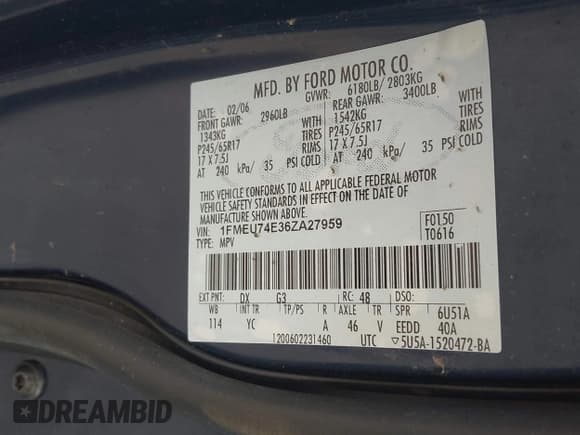 MFD. BY FORD MOTOR CO.
DATE: 02/06 GVWR: 6180LB/ 2803KG
FRONT GAWR: 2960LB REAR GAWR: 3400LB
1343KG WITH 1542KG WITH
P245/65R17 TIRES P245/65R17 TIRES
17 X 7.5J RIMS 17 X 7.5J RIMS
AT 240 kPa/ 35 PSI COLD AT 240 kPa/ 35 PSI COLD
THIS VEHICLE CONFORMS TO ALL APPLICABLE FEDERAL MOTOR
VEHICLE SAFETY STANDARDS IN EFFECT ON THE DATE OF
MANUFACTURE SHOWN ABOVE.
VIN: 1FMEU74E36ZA27959 F0150
TYPE: MPV T0616
EXT PNT: DX G3 RC: 48 DSO:
WB INT TR TP/PS R AXLE TR SPR 6U51A
114 YC A 46 V EEDD 40A
1200602231460 UTC ▽5U5A-1520472-BA
DREAMBID